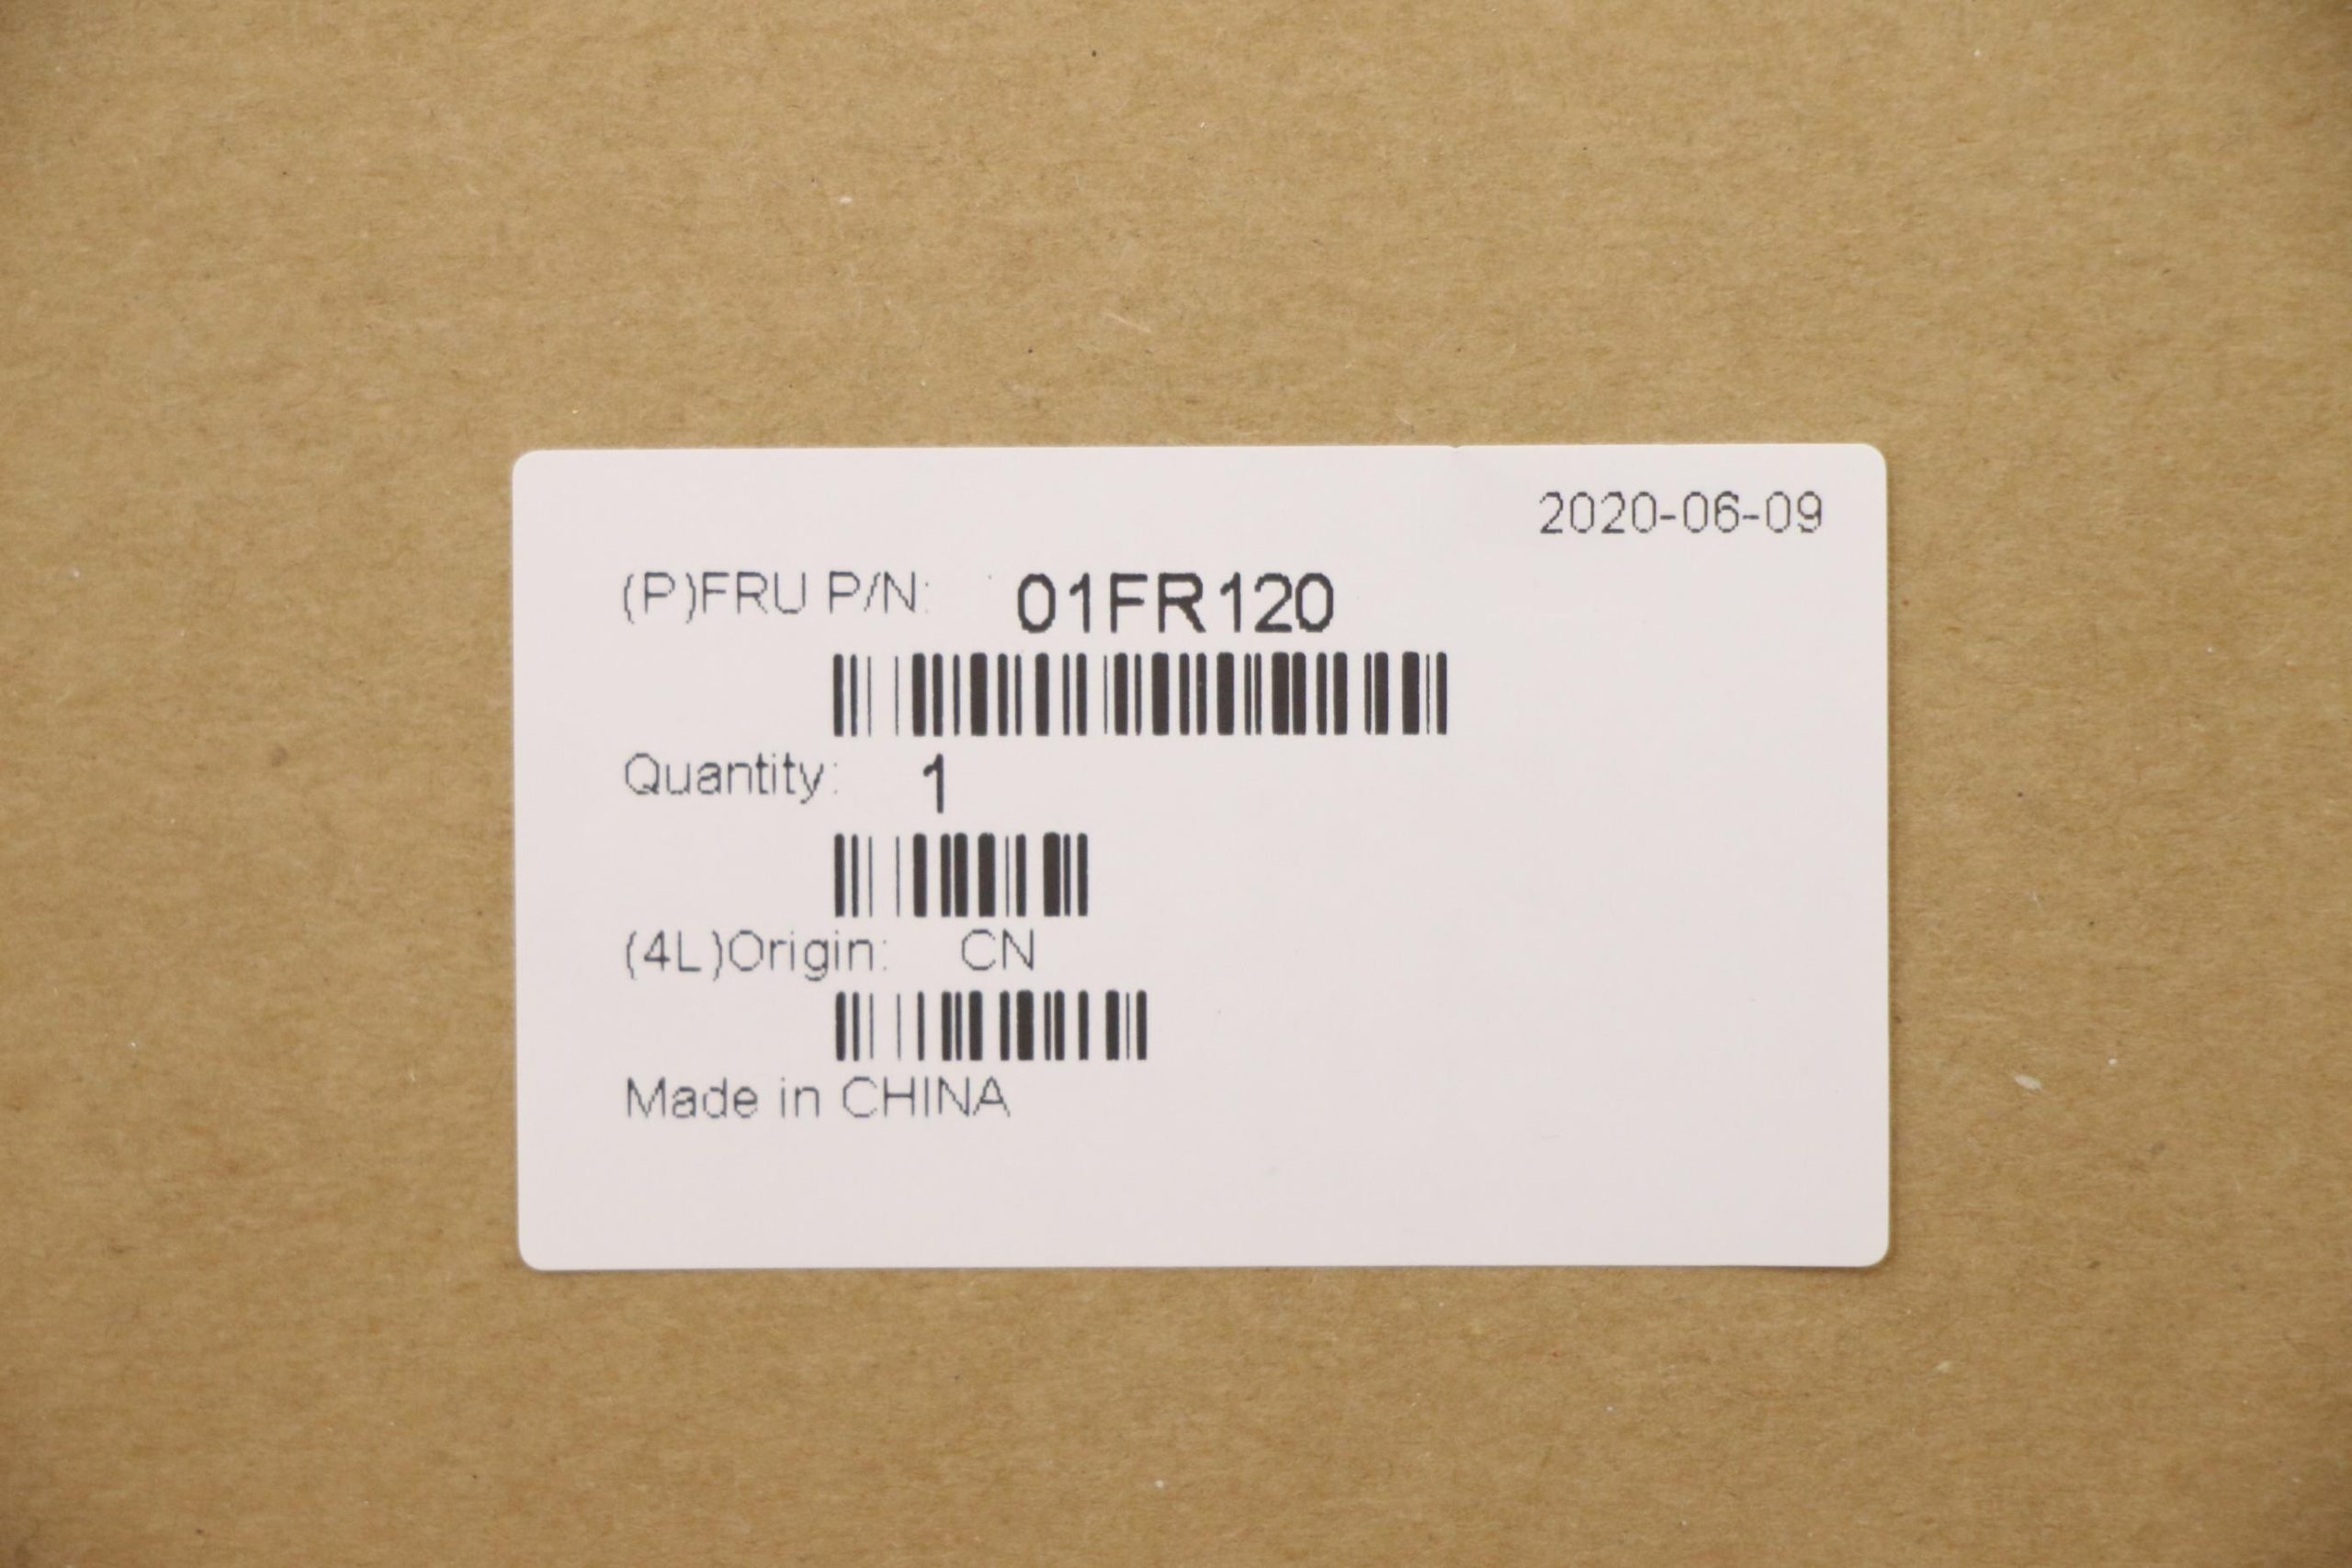 2020-06-09
(P)FRU P/N: 01FR120
Quantity: 1
(4L)Origin: CN
Made in CHINA